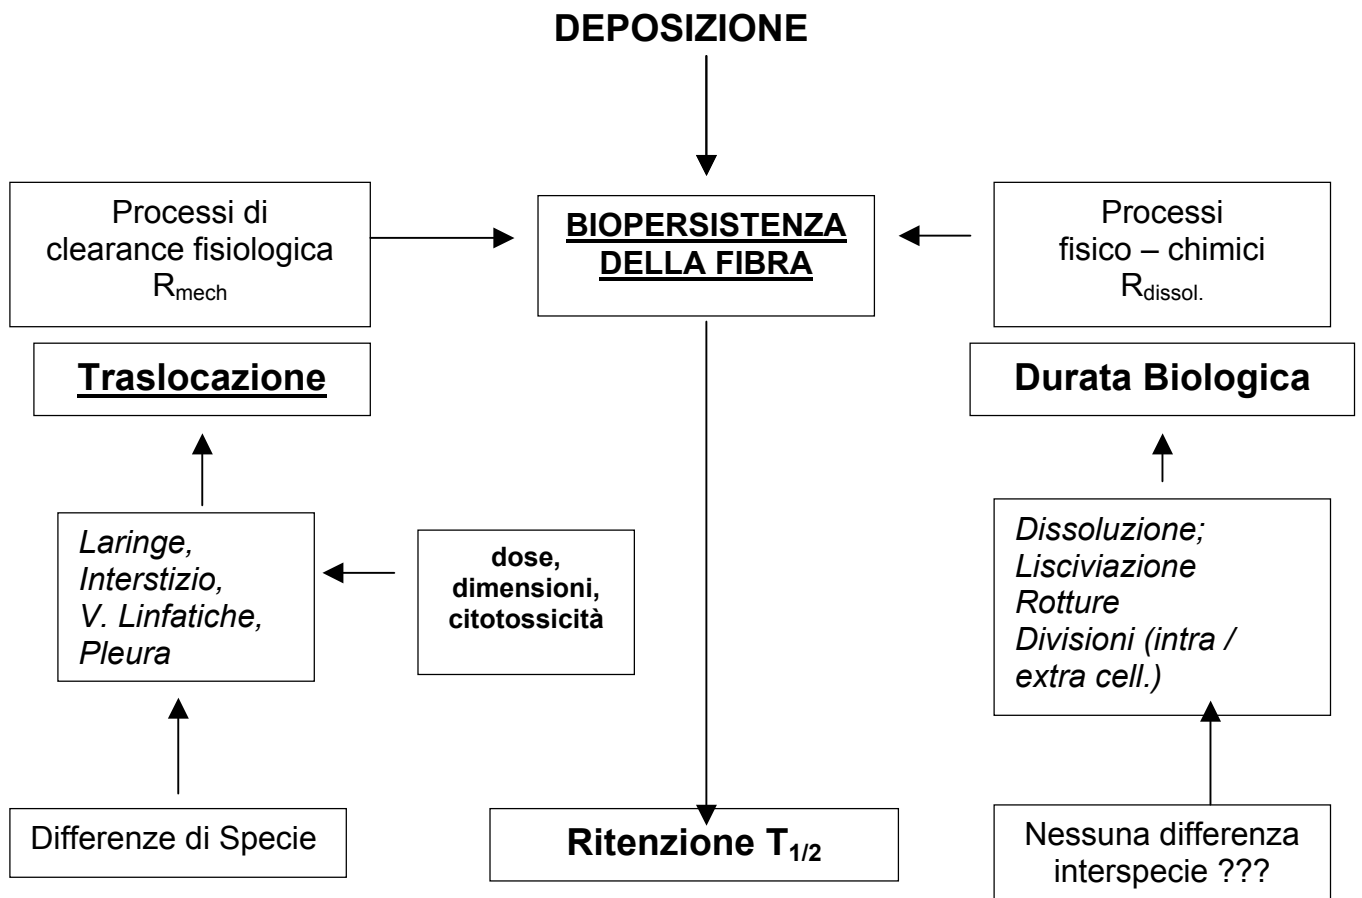 DEPOSIZIONE
Processi di
clearance fisiologica
Rmech
BIOPERSISTENZA
DELLA FIBRA
Processi
fisico – chimici
Rdissol.
Traslocazione
Durata Biologica
Laringe,
Interstizio,
V. Linfatiche,
Pleura
dose,
dimensioni,
citotossicità
Dissoluzione;
Lisciviazione
Rotture
Divisioni (intra /
extra cell.)
Differenze di Specie
Ritenzione T1/2
Nessuna differenza
interspecie ???